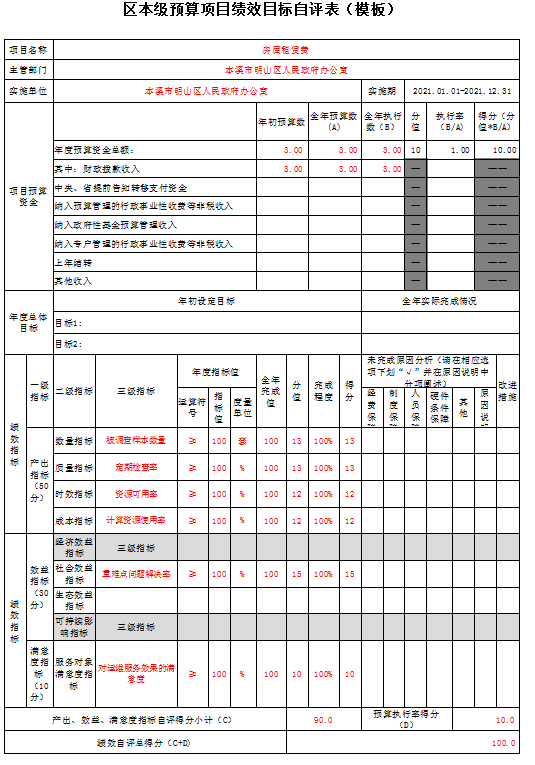 区本级预算项目绩效目标自评表（模板）
项目名称 房屋租赁费
主管部门 本溪市明山区人民政府办公室
实施单位 本溪市明山区人民政府办公室 实施期 2021.01.01-2021.12.31
项目预算资金 年初预算数 全年预算数（A） 全年执行数（B） 分值 执行率（B/A） 得分（分值*B/A）
年度预算资金总额： 3.00 3.00 3.00 10 1.00 10.00
其中：财政拨款收入 3.00 3.00 3.00 — ——
中央、省提前告知转移支付资金 — ——
纳入预算管理的行政事业性收费等非税收入 — ——
纳入政府性基金预算管理收入 — ——
纳入专户管理的行政事业性收费等非税收入 — ——
上年结转 — ——
其他收入 — ——
年度总体目标 年初设定目标 全年实际完成情况
目标1：
目标2：
绩效指标 一级指标 二级指标 三级指标 年度指标值 全年完成值 分值 完成程度 得分 未完成原因分析（请在相应选项下划“√”并在原因说明中分项阐述） 改进措施
运算符号 指标值 度量单位 经费保 制度保 人员保 硬件条件保障 其他 原因说
产出指标（50分） 数量指标 被调查样本数量 ≥ 100 套 100 13 100% 13
质量指标 定期检查率 ≥ 100 % 100 13 100% 13
时效指标 资源可用率 ≥ 100 % 100 12 100% 12
成本指标 计算资源使用率 ≥ 100 % 100 12 100% 12
绩效指标 效益指标（30分） 经济效益指标 三级指标
社会效益指标 重难点问题解决率 ≥ 100 % 100 15 100% 15
生态效益指标
可持续影响指标 三级指标
满意度指标（10分） 服务对象满意度指标 对运维服务效果的满意度 ≥ 100 % 100 10 100% 10
产出、效益、满意度指标自评得分小计（C） 90.0 预算执行率得分（D） 10.0
绩效自评总得分（C+D） 100.0